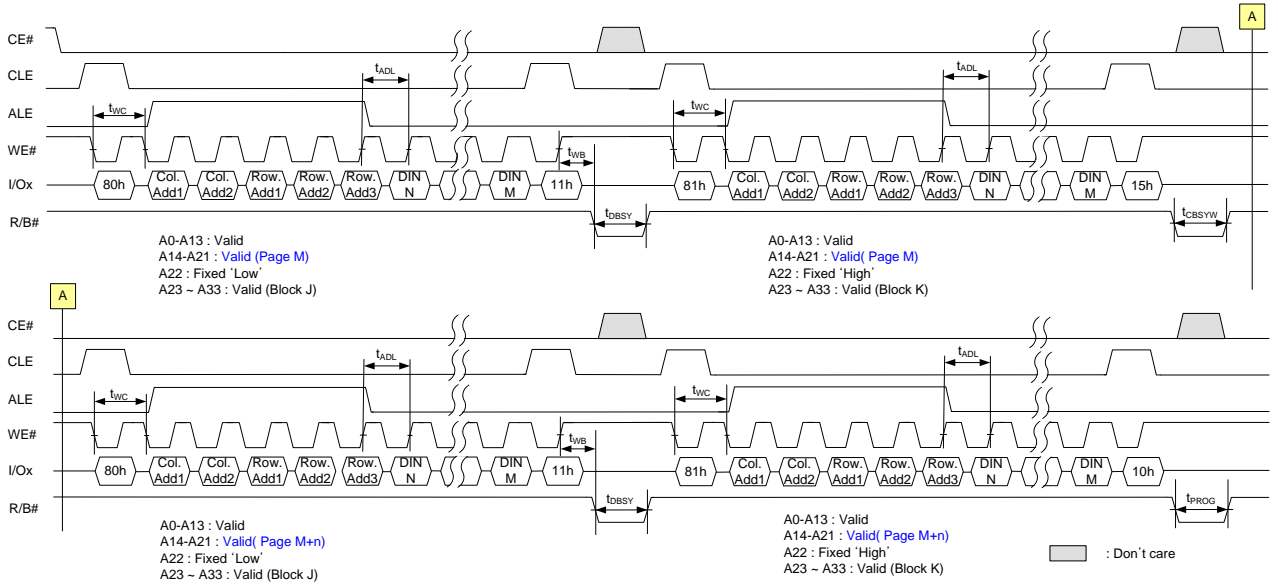 A
CE#
CLE
tADL
tADL
ALE
tWC
tWC
WE#
tWB
I/Ox 80h Col. Add1 Col. Add2 Row. Add1 Row. Add2 Row. Add3 DIN N DIN M 11h 81h Col. Add1 Col. Add2 Row. Add1 Row. Add2 Row. Add3 DIN N DIN M 15h
R/B# tDBSY tCBSYW
A0-A13 : Valid
A14-A21 : Valid (Page M)
A22 : Fixed 'Low'
A23 ~ A33 : Valid (Block J)
A0-A13 : Valid
A14-A21 : Valid( Page M)
A22 : Fixed 'High'
A23 ~ A33 : Valid (Block K)
A
CE#
CLE
tADL
tADL
ALE
tWC
tWC
WE#
tWB
I/Ox 80h Col. Add1 Col. Add2 Row. Add1 Row. Add2 Row. Add3 DIN N DIN M 11h 81h Col. Add1 Col. Add2 Row. Add1 Row. Add2 Row. Add3 DIN N DIN M 10h
R/B# tDBSY tPROG
A0-A13 : Valid
A14-A21 : Valid( Page M+n)
A22 : Fixed 'Low'
A23 ~ A33 : Valid (Block J)
A0-A13 : Valid
A14-A21 : Valid( Page M+n)
A22 : Fixed 'High'
A23 ~ A33 : Valid (Block K)
: Don't care